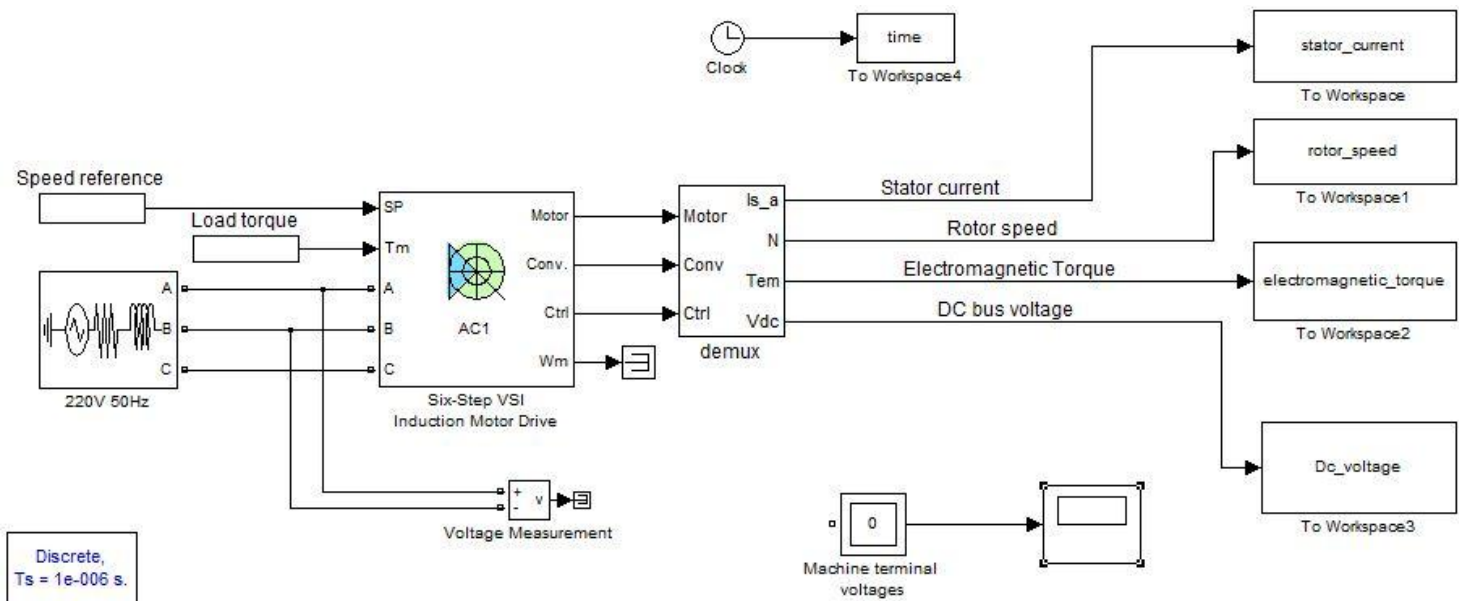 time
Clock
To Workspace4
stator_current
To Workspace
rotor_speed
To Workspace1
Speed reference
Load torque
SP
Tm
A
B
C
Motor
Conv.
Ctrl
Wm
AC1
Six-Step VSI
Induction Motor Drive
A
B
C
220V 50Hz
Motor
Conv
Ctrl
Is_a
N
Tem
Vdc
demux
Stator current
Rotor speed
Electromagnetic Torque
DC bus voltage
electromagnetic_torque
To Workspace2
Dc_voltage
To Workspace3
+
-
v
Voltage Measurement
0
Machine terminal
voltages
Discrete,
Ts = 1e-006 s.